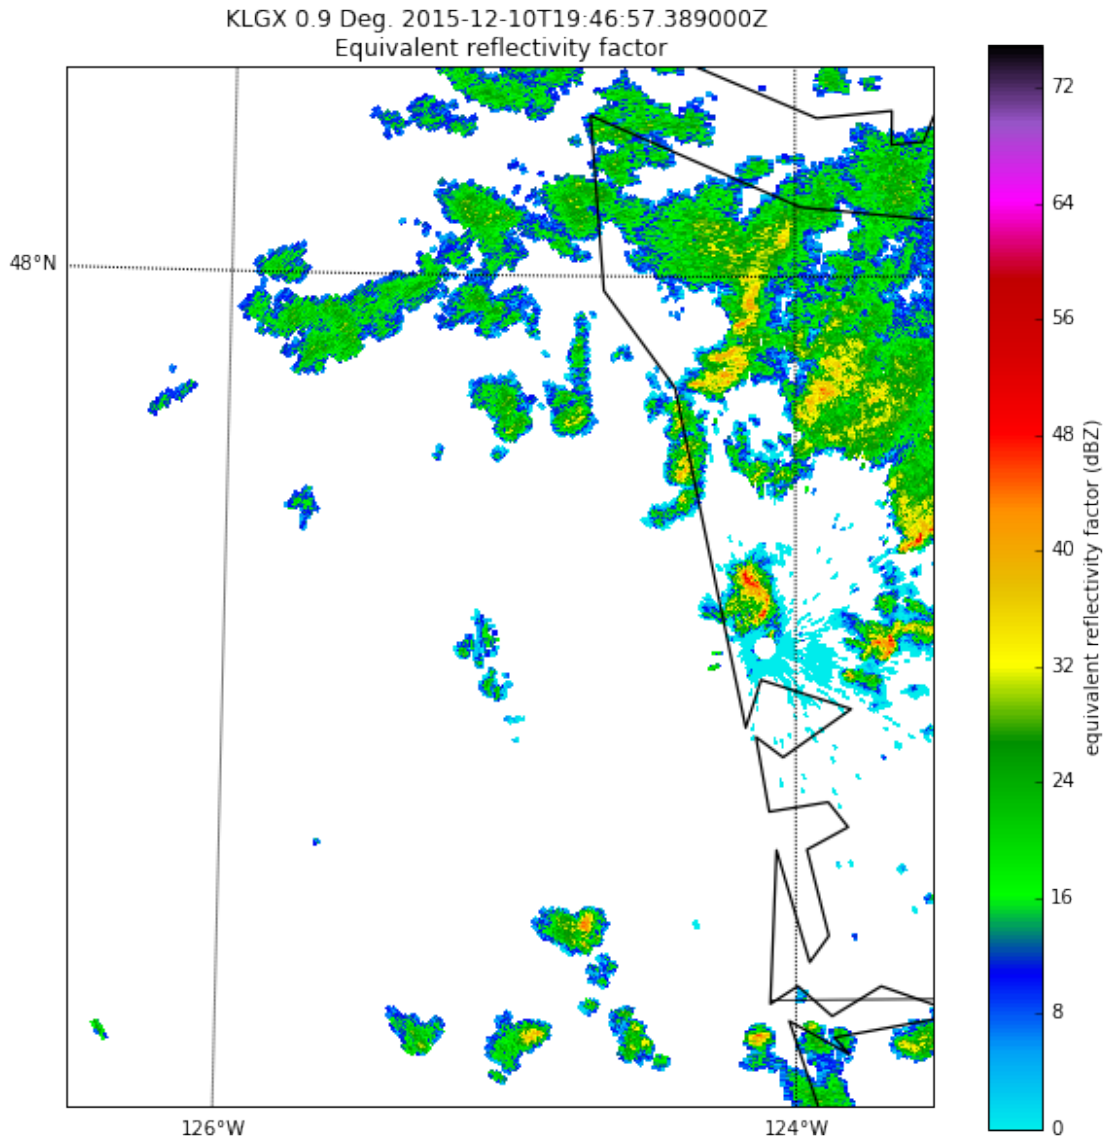 KLGX 0.9 Deg. 2015-12-10T19:46:57.389000Z
Equivalent reflectivity factor
72
64
56
48
40
32
24
16
8
0
equivalent reflectivity factor (dBZ)
48°N
126°W
124°W